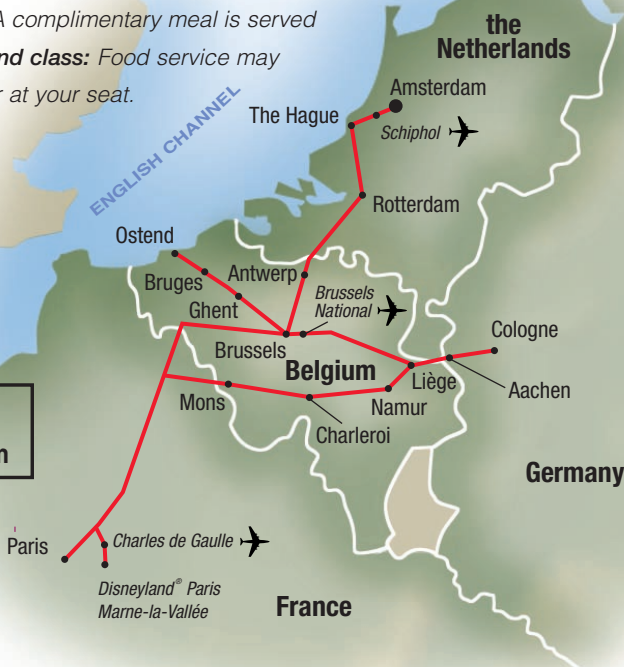 A complimentary meal is served
nd class: Food service may
r at your seat.
the
Netherlands
ENGLISH CHANNEL
Amsterdam
The Hague
Schiphol
Rotterdam
Ostend
Bruges
Antwerp
Ghent
Brussels
National
Brussels
Belgium
Cologne
Liège
Aachen
Mons
Namur
Charleroi
n
Germany
Paris
Charles de Gaulle
Disneyland® Paris
Marne-la-Vallée
France